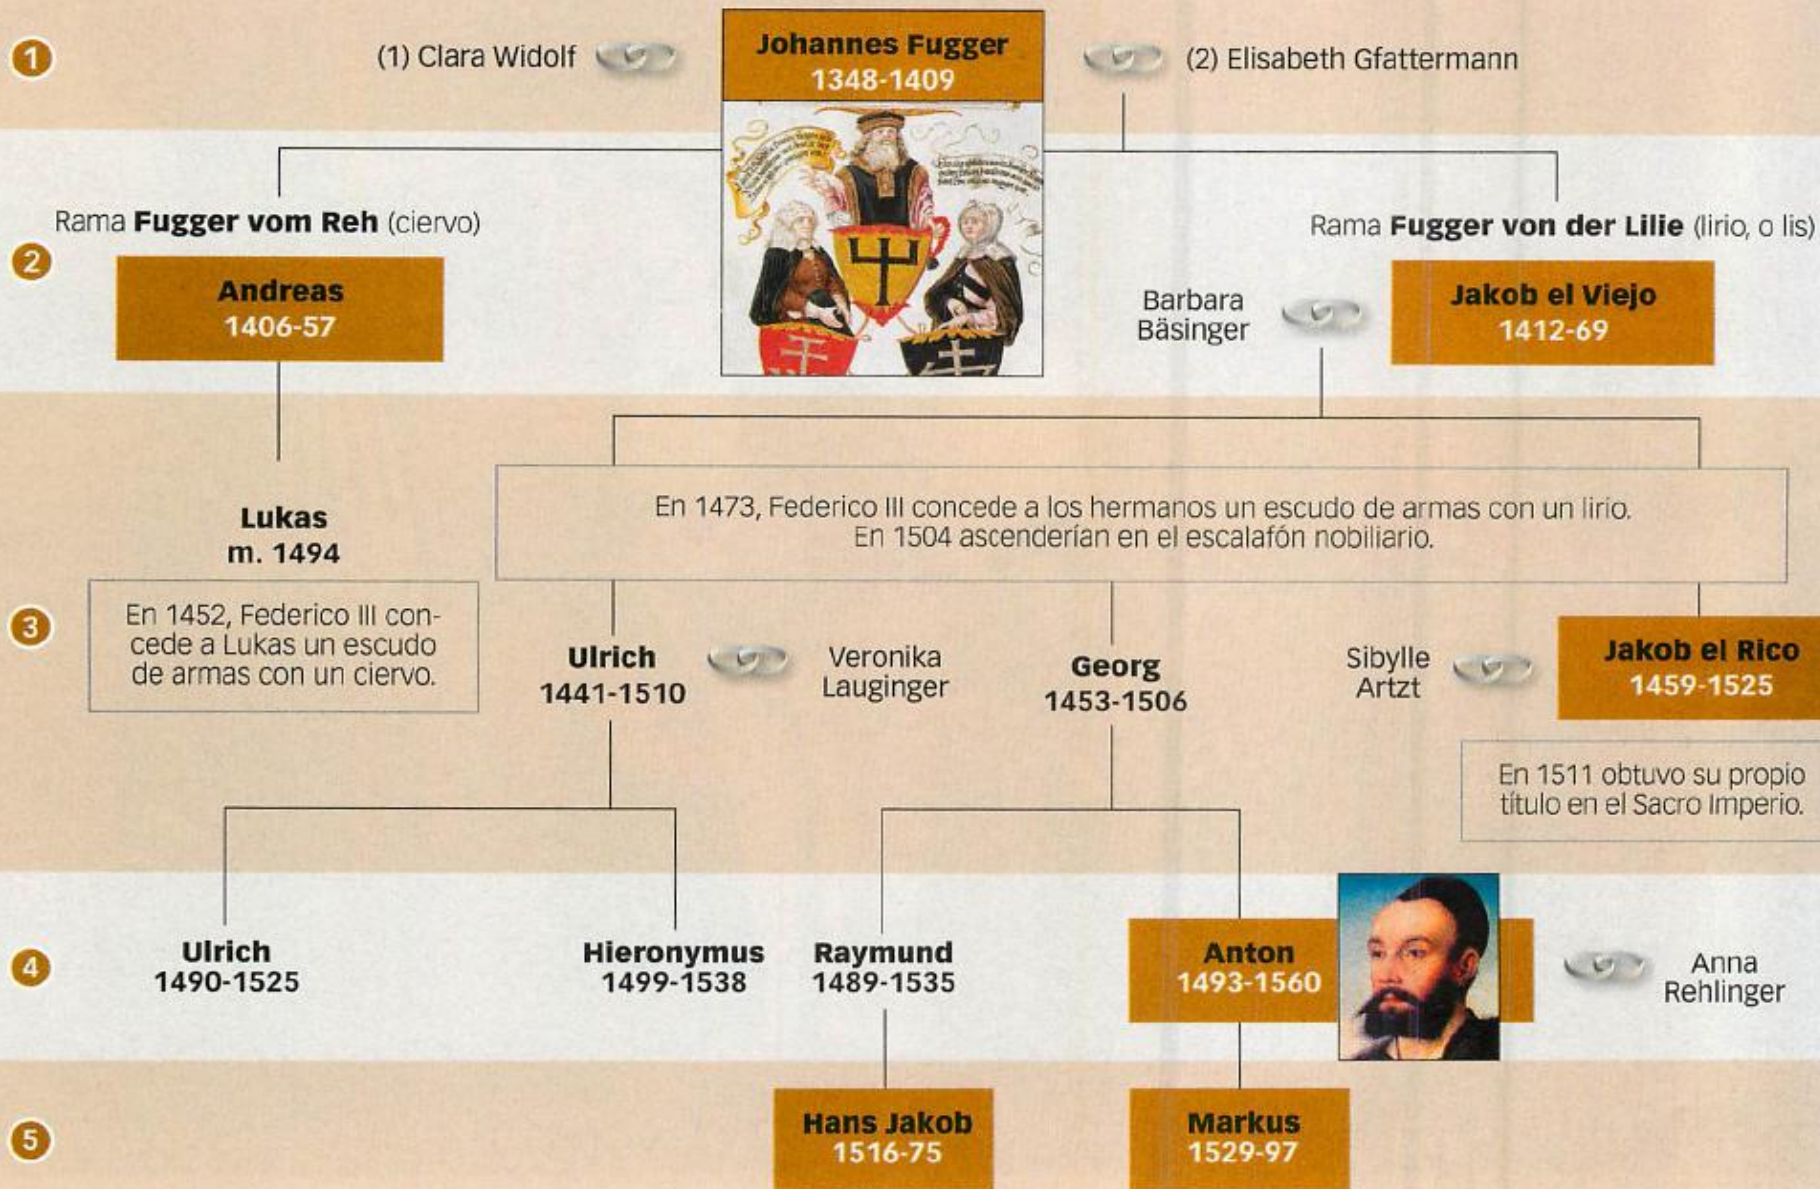 1
(1) Clara Widolf
Johannes Fugger
1348-1409
(2) Elisabeth Gfattermann
Rama Fugger vom Reh (ciervo)
Rama Fugger von der Lilie (lirio, o lis)
2
Andreas
1406-57
Barbara
Bäsinger
Jakob el Viejo
1412-69
En 1473, Federico III concede a los hermanos un escudo de armas con un lirio.
En 1504 ascenderían en el escalafón nobiliario.
Lukas
m. 1494
3
En 1452, Federico III con-
cede a Lukas un escudo
de armas con un ciervo.
Ulrich
1441-1510
Veronika
Lauginger
Georg
1453-1506
Sibylle
Artzt
Jakob el Rico
1459-1525
En 1511 obtuvo su propio
título en el Sacro Imperio.
4
Ulrich
1490-1525
Hieronymus
1499-1538
Raymund
1489-1535
Anton
1493-1560
Anna
Rehlinger
5
Hans Jakob
1516-75
Markus
1529-97